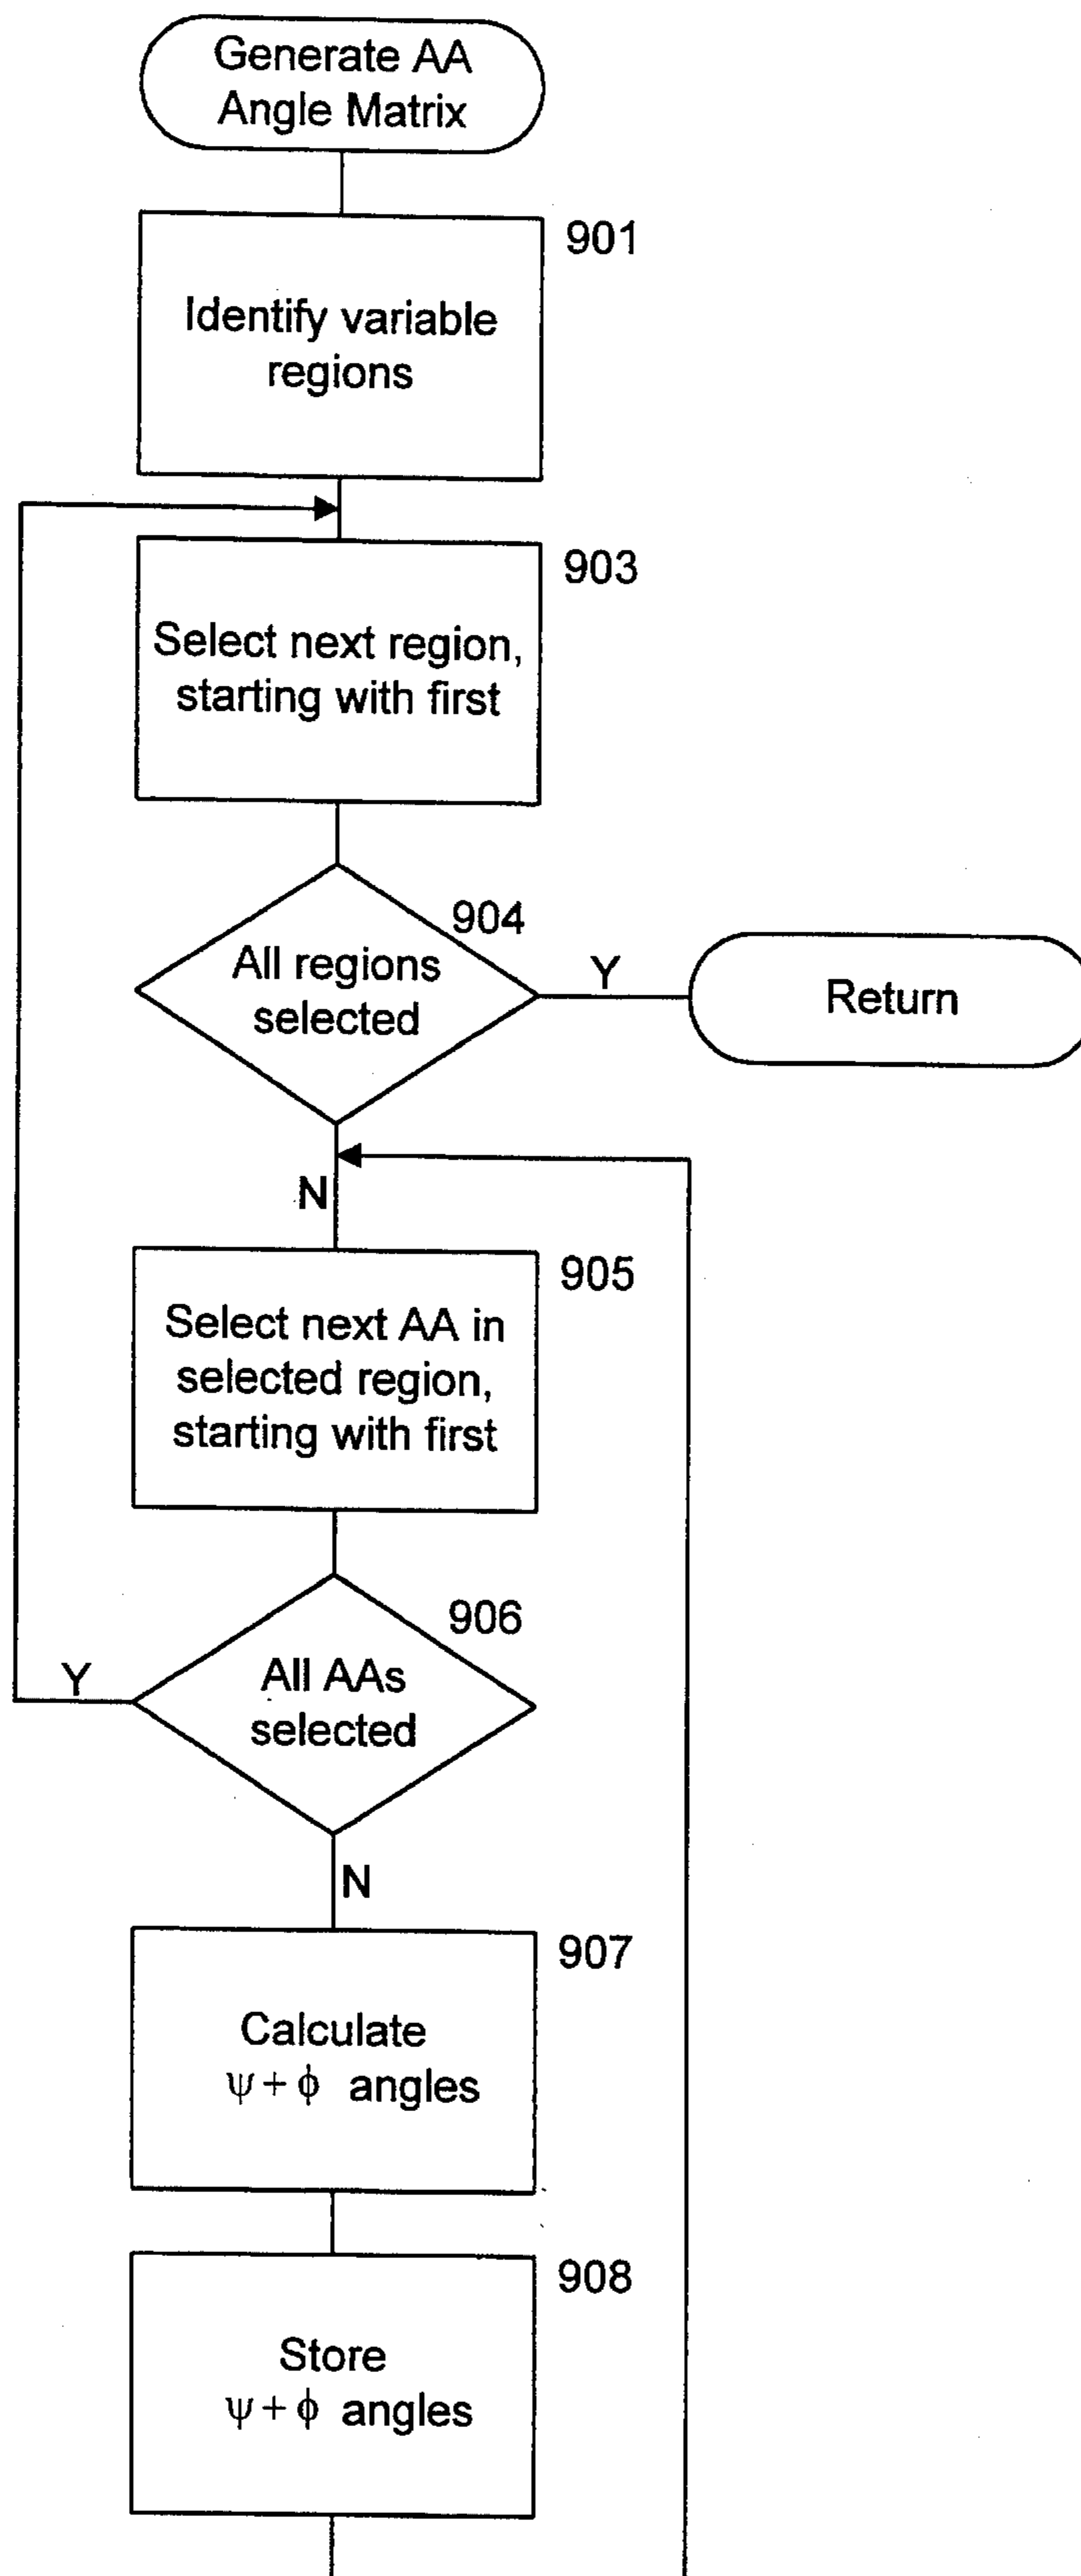 Generate AA
Angle Matrix
901
Identify variable
regions
903
Select next region,
starting with first
904
All regions
selected
Y
Return
N
905
Select next AA in
selected region,
starting with first
906
All AAs
selected
Y
N
907
Calculate
ψ+ϕ angles
908
Store
ψ+ϕ angles